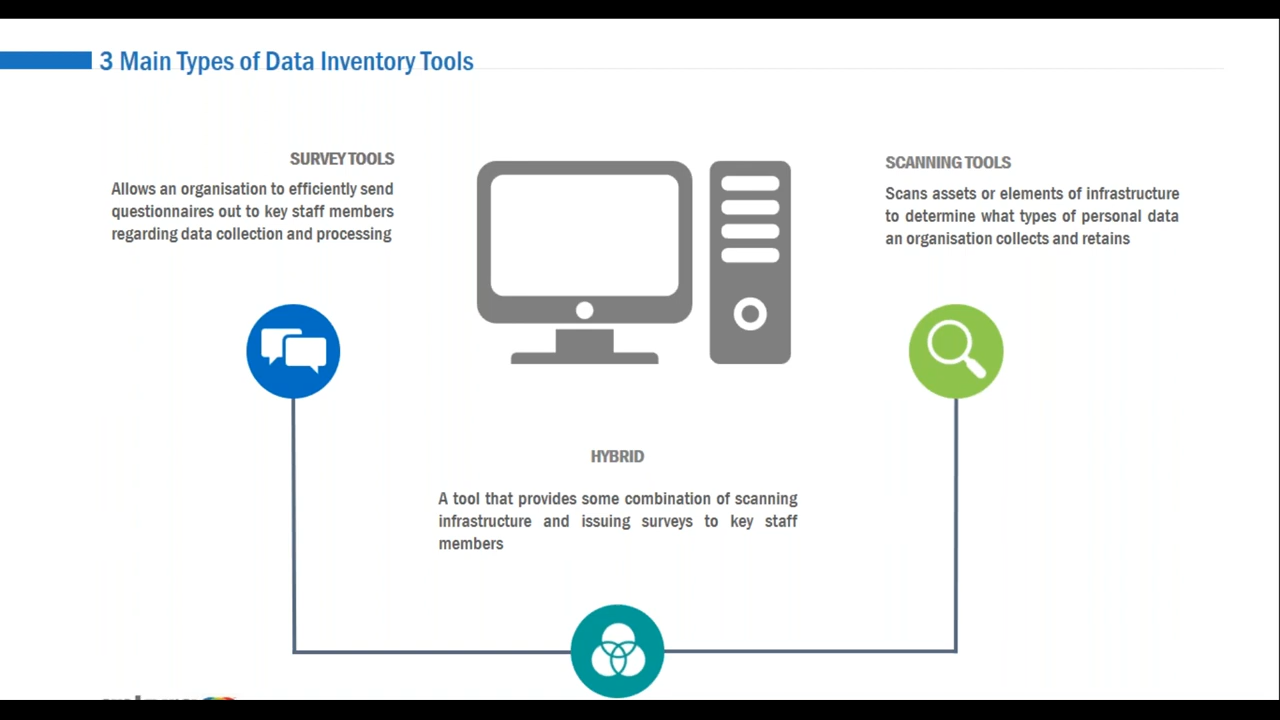 3 Main Types of Data Inventory Tools
SURVEY TOOLS
Allows an organisation to efficiently send
questionnaires out to key staff members
regarding data collection and processing
SCANNING TOOLS
Scans assets or elements of infrastructure
to determine what types of personal data
an organisation collects and retains
HYBRID
A tool that provides some combination of scanning
infrastructure and issuing surveys to key staff
members